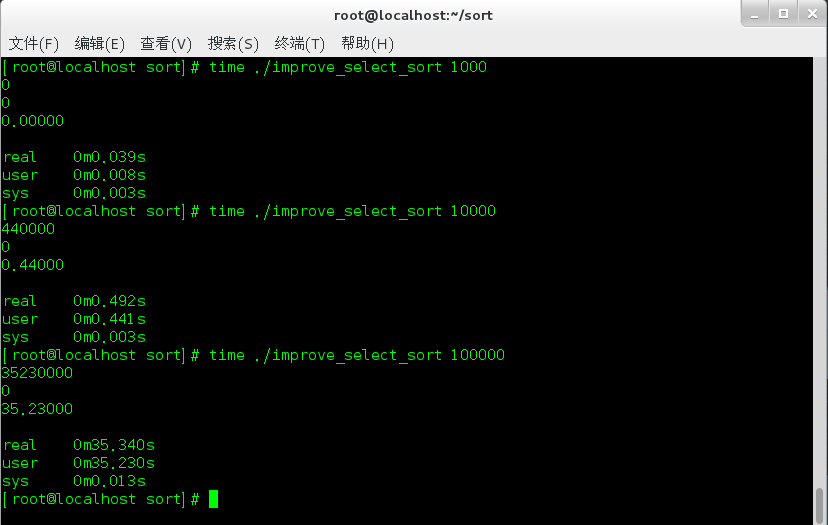 root@localhost:~/sort
文件(F) 编辑(E) 查看(V) 搜索(S) 终端(T) 帮助(H)
[root@localhost sort]# time ./improve_select_sort 1000
0
0
0.00000
real 0m0.039s
user 0m0.008s
sys 0m0.003s
[root@localhost sort]# time ./improve_select_sort 10000
440000
0
0.44000
real 0m0.492s
user 0m0.441s
sys 0m0.003s
[root@localhost sort]# time ./improve_select_sort 100000
35230000
0
35.23000
real 0m35.340s
user 0m35.230s
sys 0m0.013s
[root@localhost sort]#